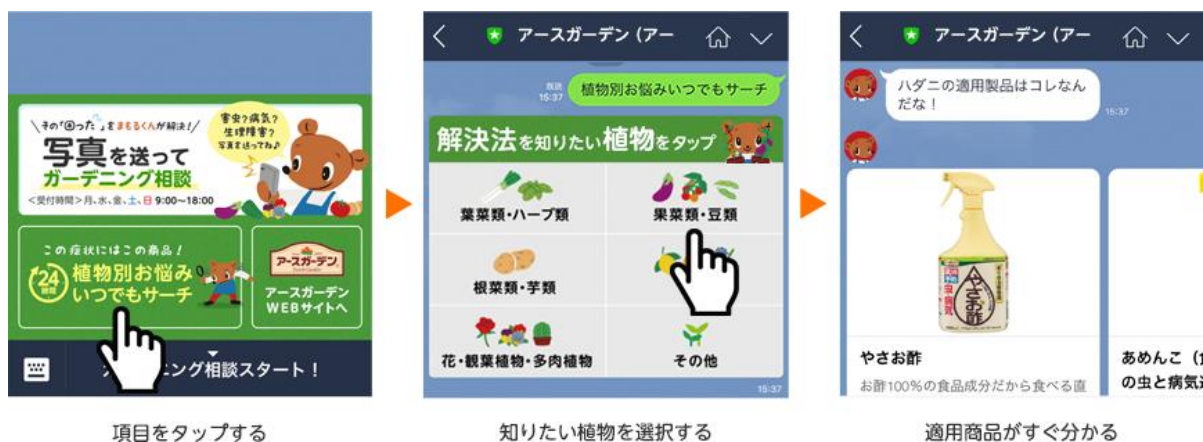 その「困った」をまもるくんが解決!
写真を送って
ガーデニング相談
<受付時間>月、水、金、土、日 9:00~18:00
害虫?病気?
生理障害?
写真を送ってね♪
この症状にはこの商品!
24
時間
植物別お悩み
いつでもサーチ
アースガーデン
アースガーデン
WEBサイトへ
ング相談スタート!
項目をタップする
アースガーデン (アー
既読
15:37
植物別お悩みいつでもサーチ
解決法を知りたい植物をタップ
葉菜類・ハーブ類
果菜類・豆類
根菜類・芋類
花・観葉植物・多肉植物
その他
15:37
知りたい植物を選択する
アースガーデン (アー
ハダニの適用製品はコレなん
だな!
15:37
やさお酢
虫・病気
やさお酢
お酢100%の食品成分だから食べる直
あめんこ(食
の虫と病気
適用商品がすぐ分かる